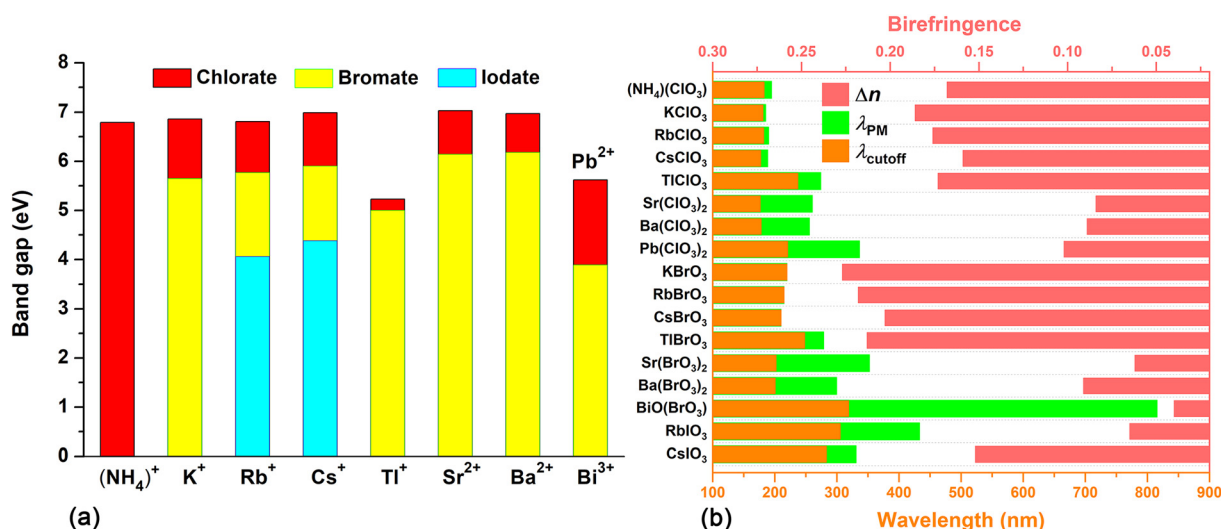 Chlorate Bromate Iodate
Band gap (eV)
8
7
6
5
4
3
2
1
0
Pb²⁺
(NH₄)⁺ K⁺ Rb⁺ Cs⁺ Tl⁺ Sr²⁺ Ba²⁺ Bi³⁺
(a)
Birefringence
0.30 0.25 0.20 0.15 0.10 0.05
Δn
λPM
λcutoff
(NH₄)(ClO₃)
KClO₃
RbClO₃
CsClO₃
TlClO₃
Sr(ClO₃)₂
Ba(ClO₃)₂
Pb(ClO₃)₂
KBrO₃
RbBrO₃
CsBrO₃
TlBrO₃
Sr(BrO₃)₂
Ba(BrO₃)₂
BiO(BrO₃)
RbIO₃
CsIO₃
100 200 300 400 500 600 700 800 900
(b) Wavelength (nm)